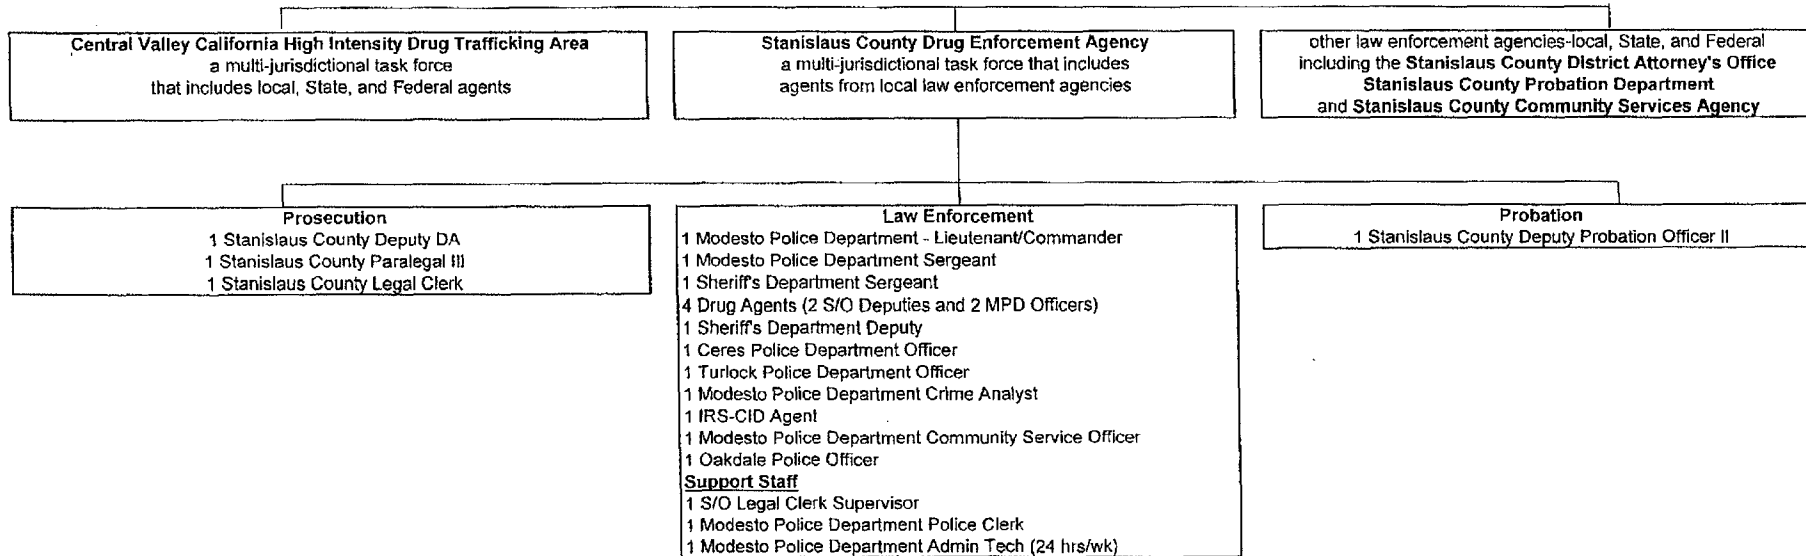 Central Valley California High Intensity Drug Trafficking Area
a multi-jurisdictional task force
that includes local, State, and Federal agents
Stanislaus County Drug Enforcement Agency
a multi-jurisdictional task force that includes
agents from local law enforcement agencies
other law enforcement agencies-local, State, and Federal
including the Stanislaus County District Attorney's Office
Stanislaus County Probation Department
and Stanislaus County Community Services Agency
Prosecution
1 Stanislaus County Deputy DA
1 Stanislaus County Paralegal III
1 Stanislaus County Legal Clerk
Law Enforcement
1 Modesto Police Department - Lieutenant/Commander
1 Modesto Police Department Sergeant
1 Sheriff's Department Sergeant
4 Drug Agents (2 S/O Deputies and 2 MPD Officers)
1 Sheriff's Department Deputy
1 Ceres Police Department Officer
1 Turlock Police Department Officer
1 Modesto Police Department Crime Analyst
1 IRS-CID Agent
1 Modesto Police Department Community Service Officer
1 Oakdale Police Officer
Support Staff
1 S/O Legal Clerk Supervisor
1 Modesto Police Department Police Clerk
1 Modesto Police Department Admin Tech (24 hrs/wk)
Probation
1 Stanislaus County Deputy Probation Officer II